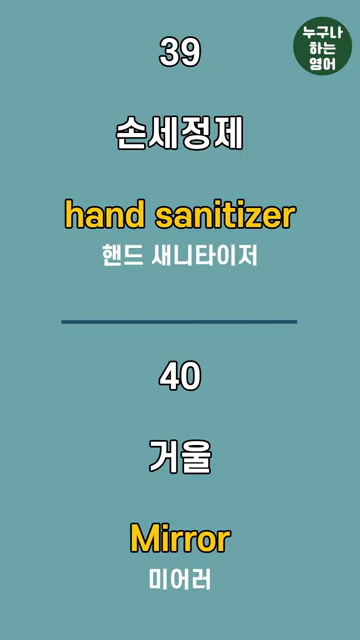 누구나
하는
영어
39
손세정제
hand sanitizer
핸드 새니타이저
40
거울
Mirror
미어러